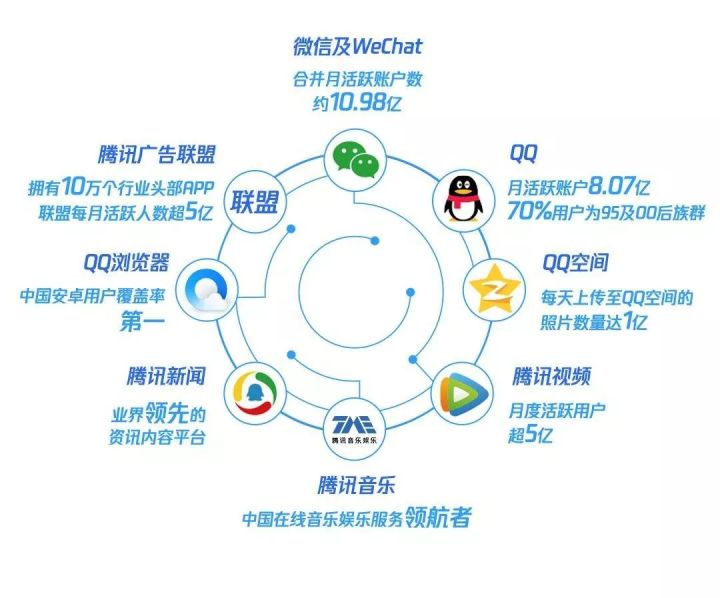 微信及WeChat
合并月活跃账户数
约10.98亿
腾讯广告联盟
拥有10万个行业头部APP
联盟每月活跃人数超5亿
联盟
QQ
月活跃账户8.07亿
70%用户为95及00后族群
QQ浏览器
中国安卓用户覆盖率
第一
QQ空间
每天上传至QQ空间的
照片数量达1亿
腾讯新闻
业界领先的
资讯内容平台
腾讯视频
月度活跃用户
超5亿
TME
腾讯音乐娱乐
腾讯音乐
中国在线音乐娱乐服务领航者